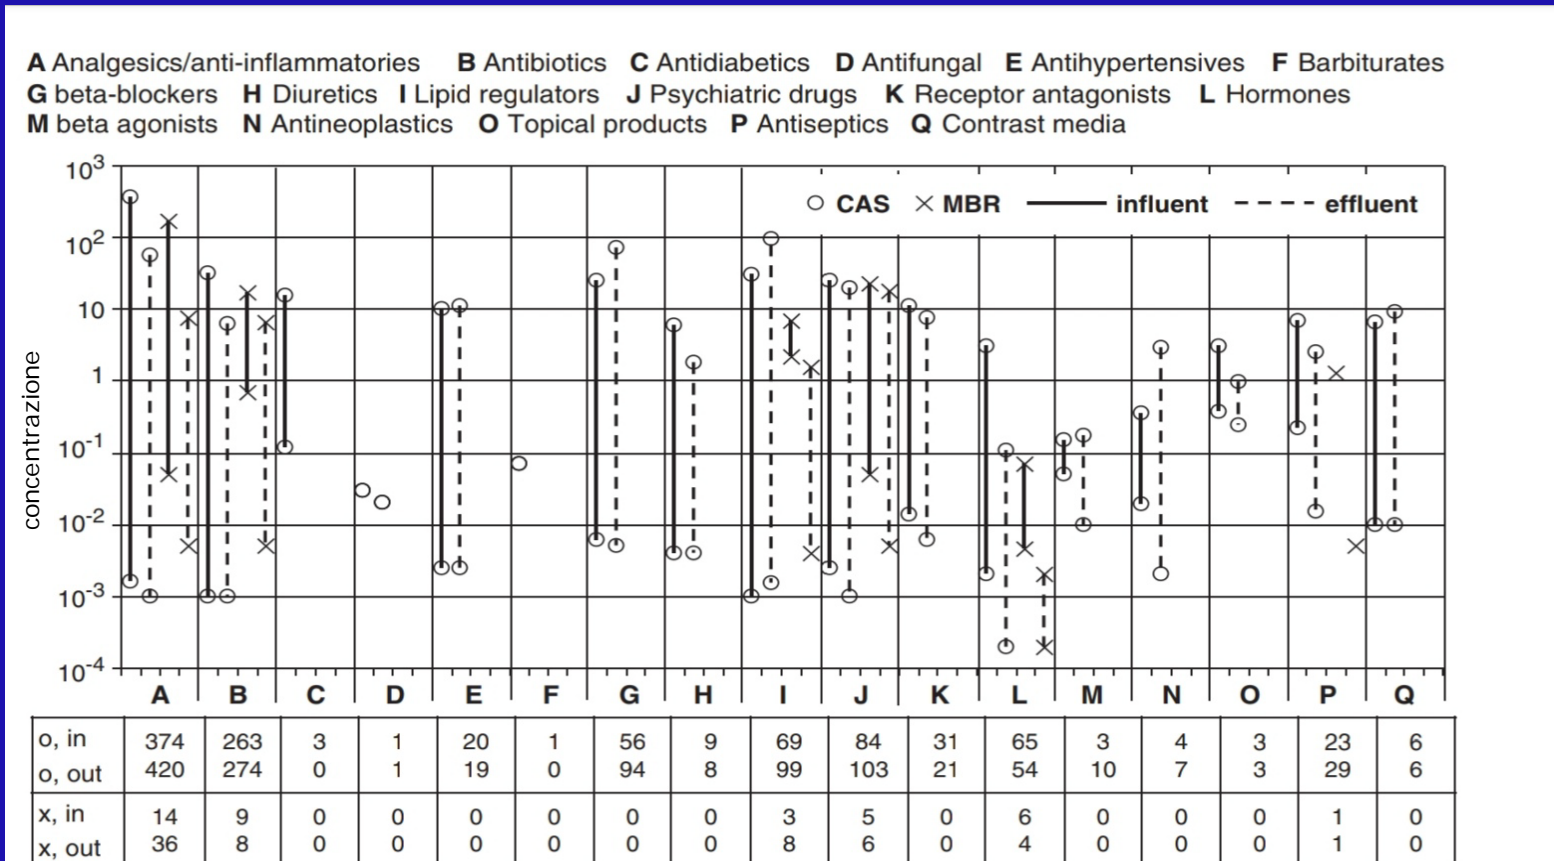 A Analgesics/anti-inflammatories B Antibiotics C Antidiabetics D Antifungal E Antihypertensives F Barbiturates
G beta-blockers H Diuretics I Lipid regulators J Psychiatric drugs K Receptor antagonists L Hormones
M beta agonists N Antineoplastics O Topical products P Antiseptics Q Contrast media
10³
CAS MBR influent effluent
10²
10
1
10⁻¹
10⁻²
10⁻³
10⁻⁴
concentrazione
A B C D E F G H I J K L M N O P Q
o, in 374 263 3 1 20 1 56 9 69 84 31 65 3 4 3 23 6
o, out 420 274 0 1 19 0 94 8 99 103 21 54 10 7 3 29 6
x, in 14 9 0 0 0 0 0 0 3 5 0 6 0 0 0 1 0
x, out 36 8 0 0 0 0 0 0 8 6 0 4 0 0 0 1 0